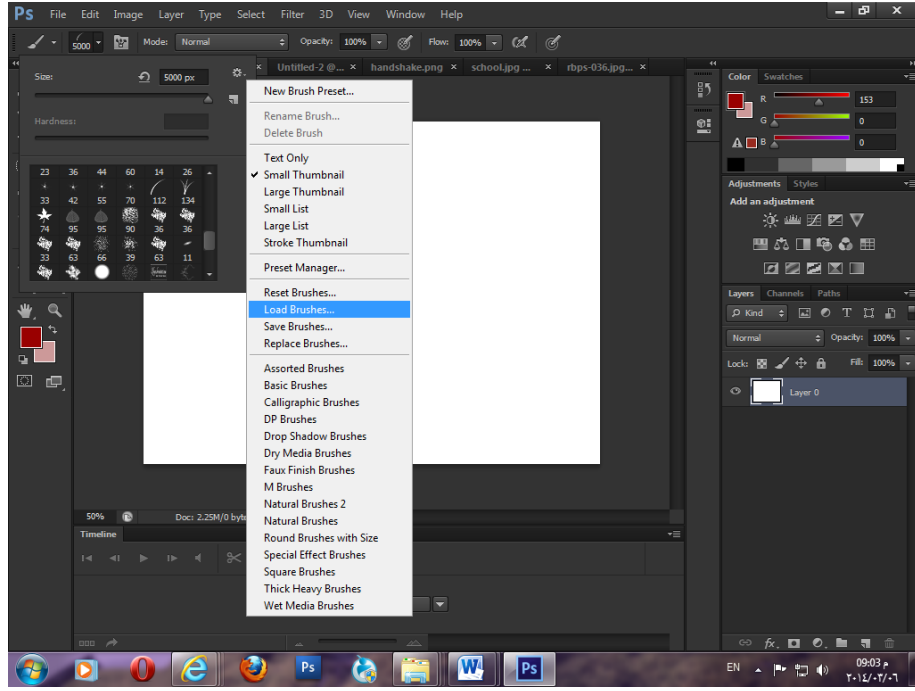 Ps File Edit Image Layer Type Select Filter 3D View Window Help
5000 Mode: Normal Opacity: 100% Flow: 100%
Untitled-2 @... × handshake.png × school.jpg ... × rbps-036.jpg... ×
Size: 5000 px
Hardness:
23 36 44 60 14 26
33 42 55 70 112 134
74 95 95 90 36 36
33 63 66 39 63 11
New Brush Preset...
Rename Brush...
Delete Brush
Text Only
Small Thumbnail
Large Thumbnail
Small List
Large List
Stroke Thumbnail
Preset Manager...
Reset Brushes...
Load Brushes...
Save Brushes...
Replace Brushes...
Assorted Brushes
Basic Brushes
Calligraphic Brushes
DP Brushes
Drop Shadow Brushes
Dry Media Brushes
Faux Finish Brushes
M Brushes
Natural Brushes 2
Natural Brushes
Round Brushes with Size
Special Effect Brushes
Square Brushes
Thick Heavy Brushes
Wet Media Brushes
Color Swatches
R 153
G 0
B 0
Adjustments Styles
Add an adjustment
Layers Channels Paths
Kind
Normal Opacity: 100%
Lock: Fill: 100%
Layer 0
50% Doc: 2.25M/0 byt
Timeline
Ps W Ps
EN 09:03 م
٢٠١٤/٠٣/٠٦